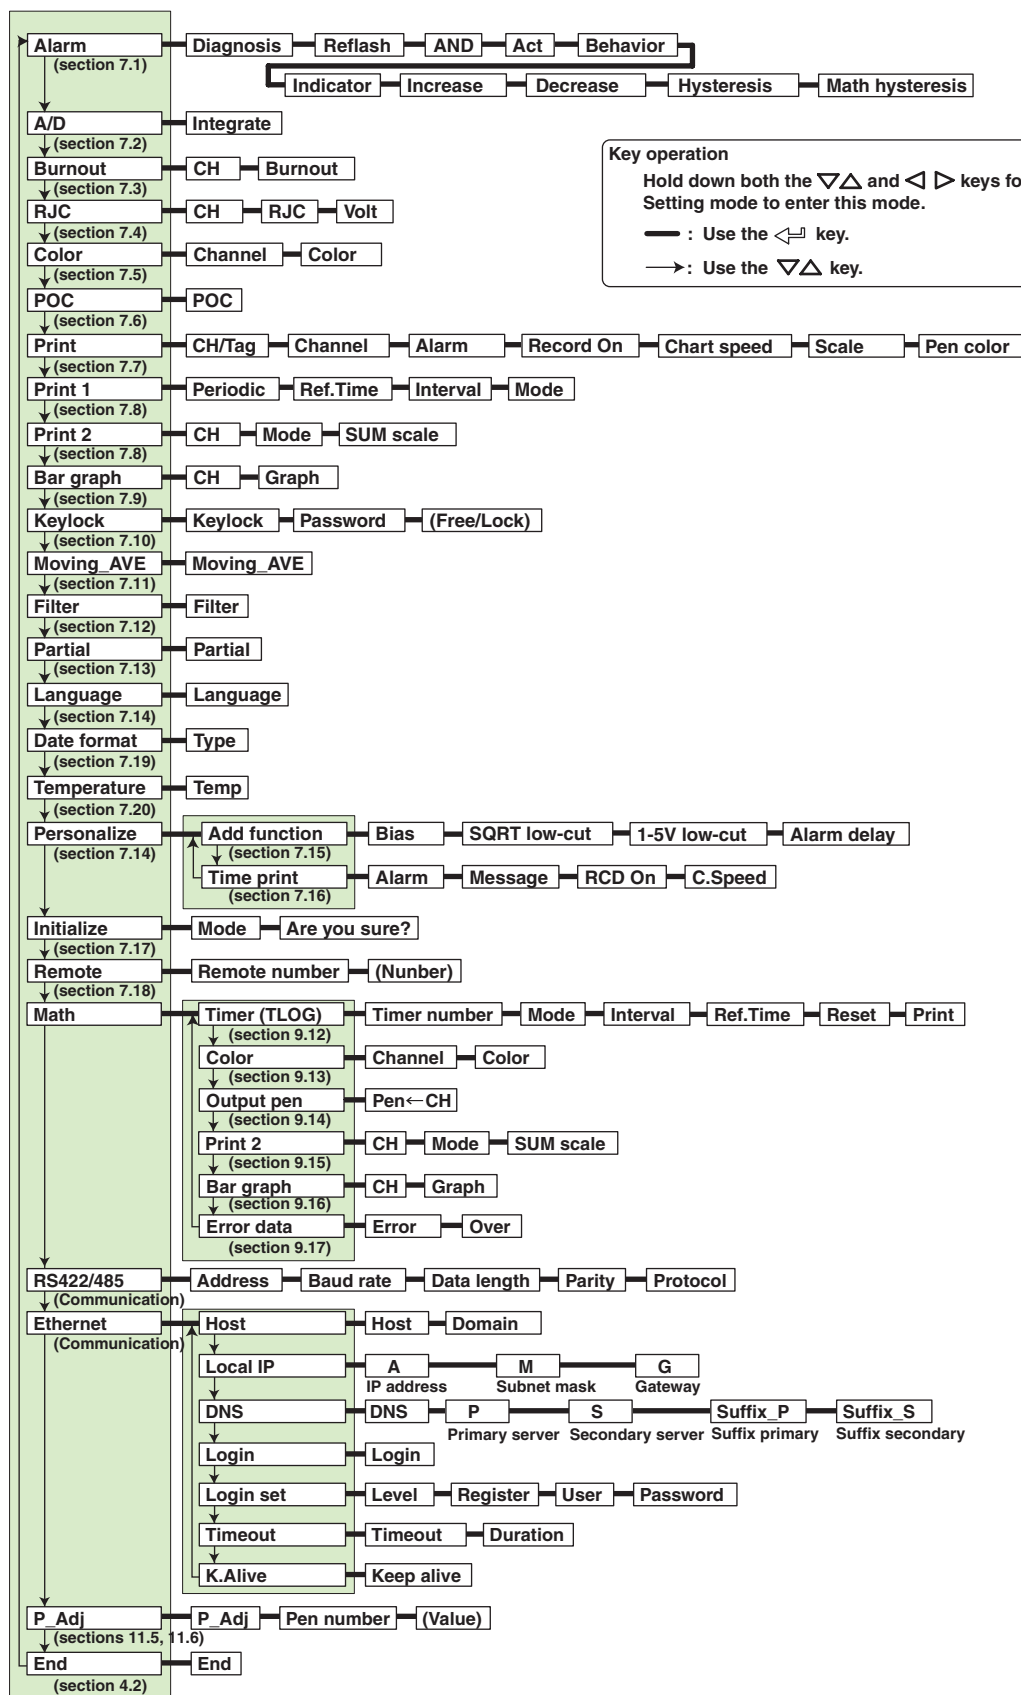 Alarm Diagnosis Reflash AND Act Behavior
(section 7.1)
Indicator Increase Decrease Hysteresis Math hysteresis
A/D Integrate
(section 7.2)
Burnout CH Burnout
(section 7.3)
RJC CH RJC Volt
(section 7.4)
Color Channel Color
(section 7.5)
POC POC
(section 7.6)
Print CH/Tag Channel Alarm Record On Chart speed Scale Pen color
(section 7.7)
Print 1 Periodic Ref.Time Interval Mode
(section 7.8)
Print 2 CH Mode SUM scale
(section 7.8)
Bar graph CH Graph
(section 7.9)
Keylock Keylock Password (Free/Lock)
(section 7.10)
Moving_AVE Moving_AVE
(section 7.11)
Filter Filter
(section 7.12)
Partial Partial
(section 7.13)
Language Language
(section 7.14)
Date format Type
(section 7.19)
Temperature Temp
(section 7.20)
Personalize Add function Bias SQRT low-cut 1-5V low-cut Alarm delay
(section 7.14) (section 7.15)
Time print Alarm Message RCD On C.Speed
(section 7.16)
Initialize Mode Are you sure?
(section 7.17)
Remote Remote number (Nunber)
(section 7.18)
Math Timer (TLOG) Timer number Mode Interval Ref.Time Reset Print
(section 9.12)
Color Channel Color
(section 9.13)
Output pen Pen←CH
(section 9.14)
Print 2 CH Mode SUM scale
(section 9.15)
Bar graph CH Graph
(section 9.16)
Error data Error Over
(section 9.17)
RS422/485 Address Baud rate Data length Parity Protocol
(Communication)
Ethernet Host Host Domain
(Communication)
Local IP A M G
IP address Subnet mask Gateway
DNS DNS P S Suffix_P Suffix_S
Primary server Secondary server Suffix primary Suffix secondary
Login Login
Login set Level Register User Password
Timeout Timeout Duration
K.Alive Keep alive
P_Adj P_Adj Pen number (Value)
(sections 11.5, 11.6)
End End
(section 4.2)
Key operation
Hold down both the ▽△ and ◁ ▷ keys fo
Setting mode to enter this mode.
: Use the key.
: Use the ▽△ key.